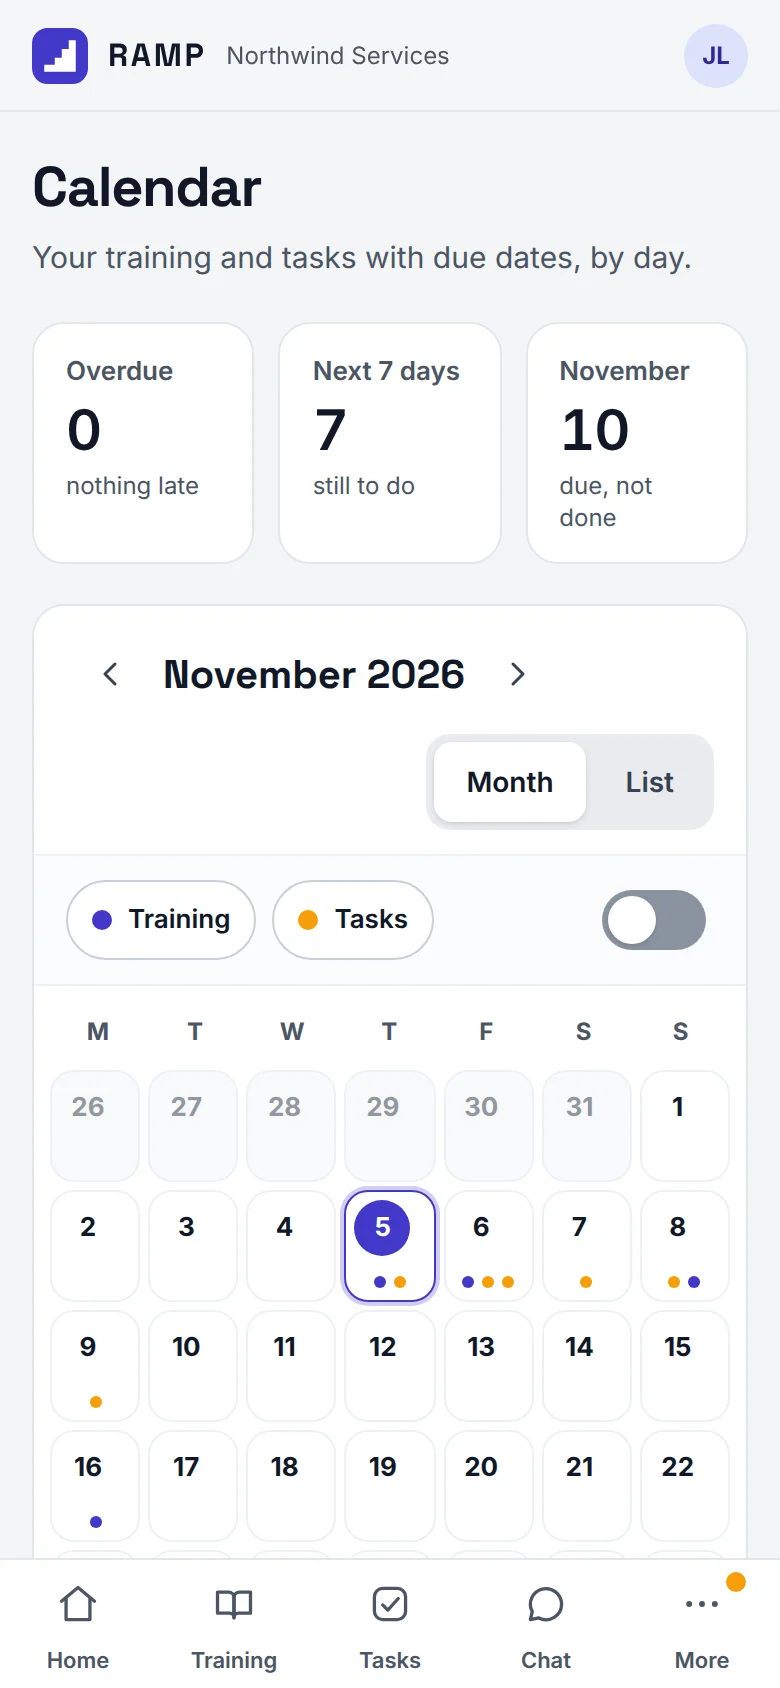 RAMP Northwind Services JL
Calendar
Your training and tasks with due dates, by day.
Overdue
0
nothing late
Next 7 days
7
still to do
November
10
due, not
done
November 2026
Month List
Training Tasks
M T W T F S S
26 27 28 29 30 31 1
2 3 4 5 6 7 8
9 10 11 12 13 14 15
16 17 18 19 20 21 22
Home Training Tasks Chat More